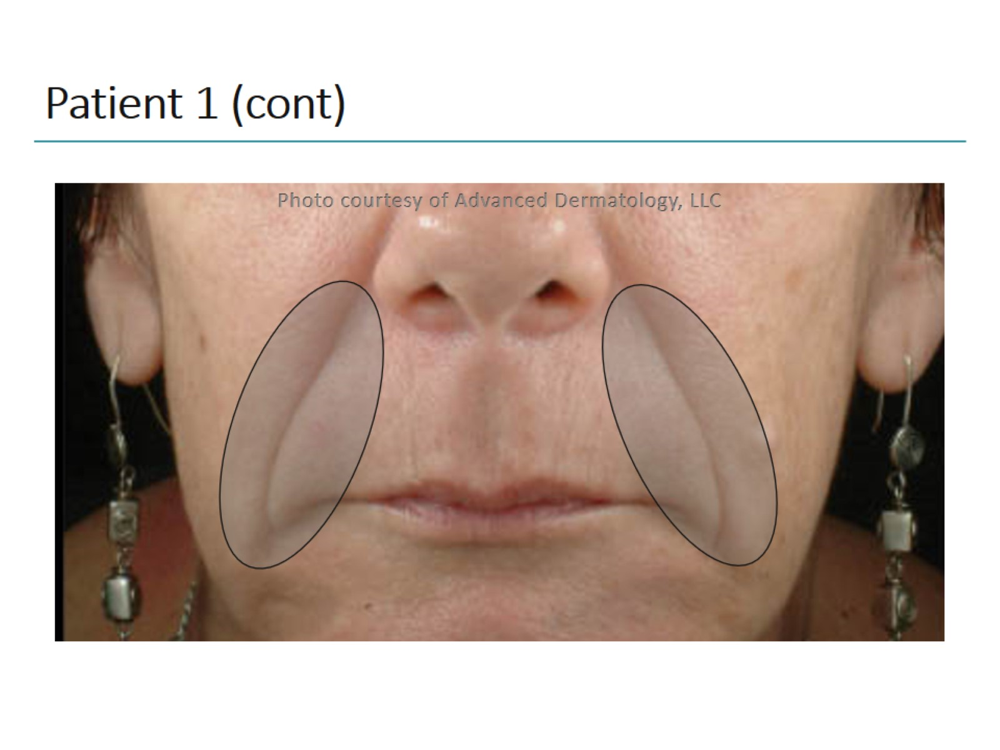 Patient 1 (cont)
Photo courtesy of Advanced Dermatology, LLC